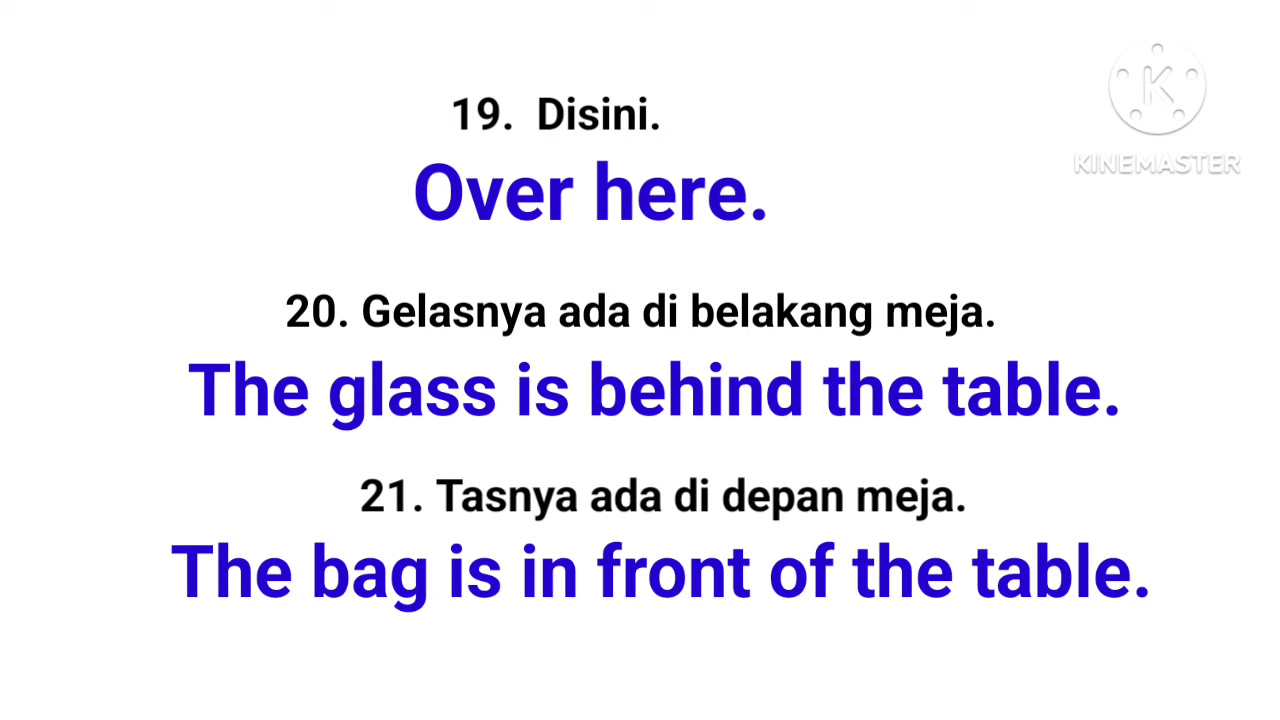 19. Disini.
Over here.
20. Gelasnya ada di belakang meja.
The glass is behind the table.
21. Tasnya ada di depan meja.
The bag is in front of the table.
K
KINEMASTER